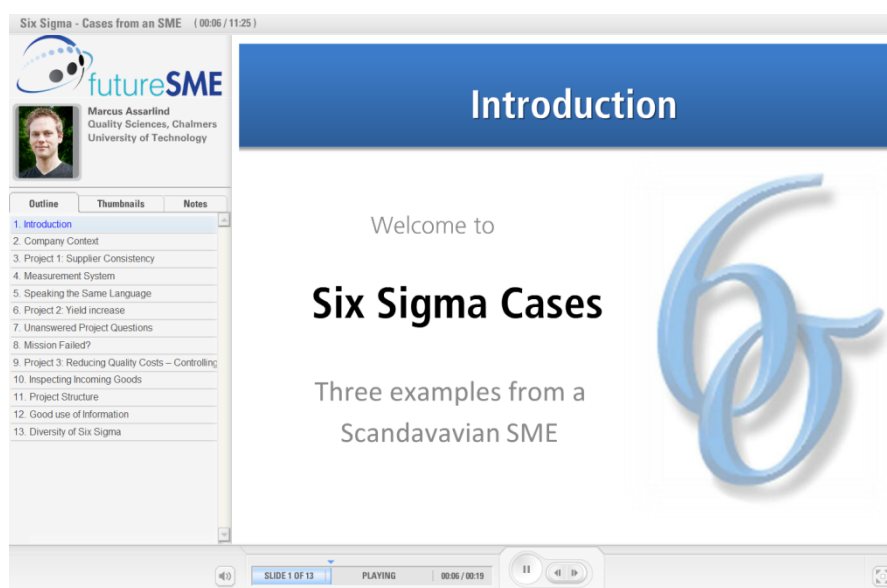 Six Sigma - Cases from an SME ( 00:06 / 11:25 )
futureSME
Marcus Assarlind
Quality Sciences, Chalmers
University of Technology
Outline Thumbnails Notes
1. Introduction
2. Company Context
3. Project 1: Supplier Consistency
4. Measurement System
5. Speaking the Same Language
6. Project 2: Yield increase
7. Unanswered Project Questions
8. Mission Failed?
9. Project 3: Reducing Quality Costs – Controlling
10. Inspecting Incoming Goods
11. Project Structure
12. Good use of Information
13. Diversity of Six Sigma
Introduction
Welcome to
Six Sigma Cases
Three examples from a
Scandavavian SME
6σ
SLIDE 1 OF 13 PLAYING 00:06 / 00:19